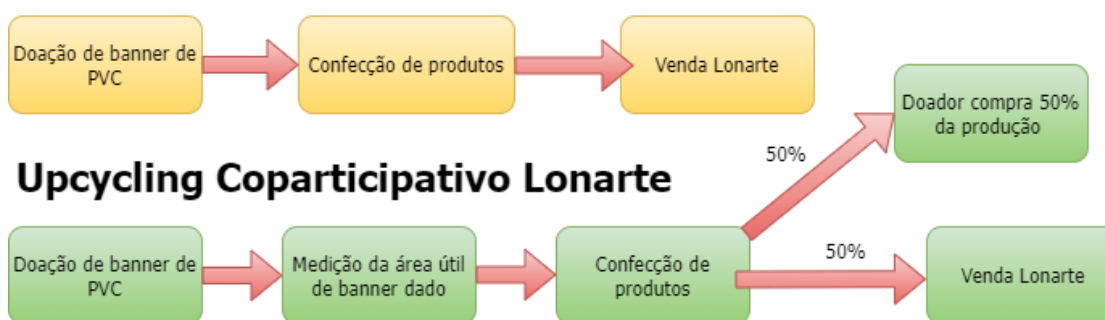 Doação de banner de
PVC
Confecção de produtos
Venda Lonarte
Doador compra 50%
da produção
50%
Upcycling Coparticipativo Lonarte
Doação de banner de
PVC
Medição da área útil
de banner dado
Confecção de
produtos
50%
Venda Lonarte